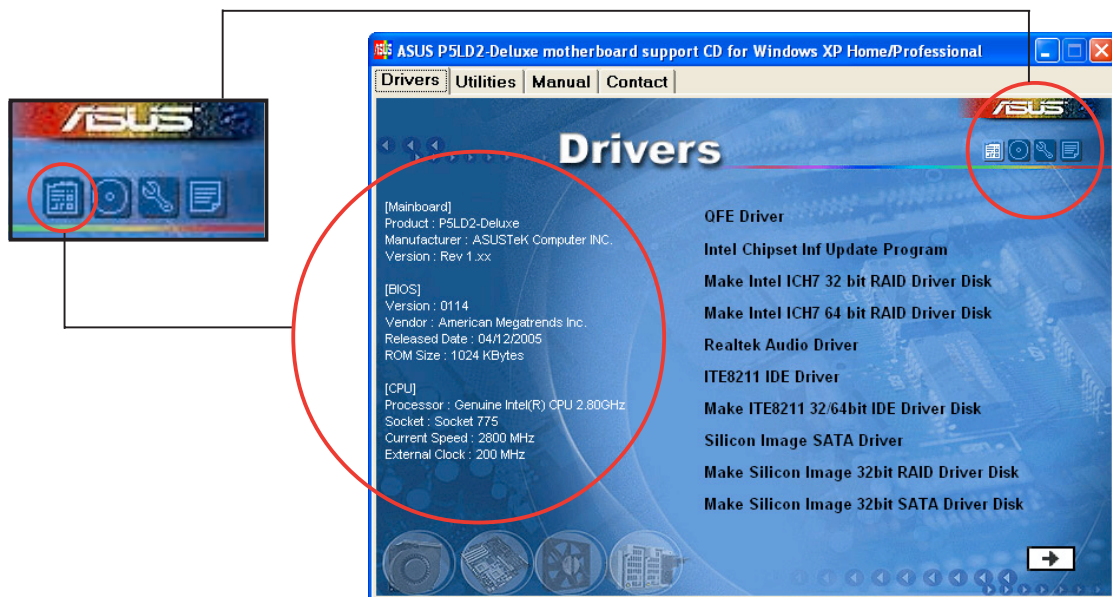 ASUS P5LD2-Deluxe motherboard support CD for Windows XP Home/Professional
Drivers Utilities Manual Contact
/SUS
/SUS
Drivers
[Mainboard]
Product : P5LD2-Deluxe
Manufacturer : ASUSTeK Computer INC.
Version : Rev 1.xx
[BIOS]
Version : 0114
Vendor : American Megatrends Inc.
Released Date : 04/12/2005
ROM Size : 1024 KBytes
[CPU]
Processor : Genuine Intel(R) CPU 2.80GHz
Socket : Socket 775
Current Speed : 2800 MHz
External Clock : 200 MHz
QFE Driver
Intel Chipset Inf Update Program
Make Intel ICH7 32 bit RAID Driver Disk
Make Intel ICH7 64 bit RAID Driver Disk
Realtek Audio Driver
ITE8211 IDE Driver
Make ITE8211 32/64bit IDE Driver Disk
Silicon Image SATA Driver
Make Silicon Image 32bit RAID Driver Disk
Make Silicon Image 32bit SATA Driver Disk